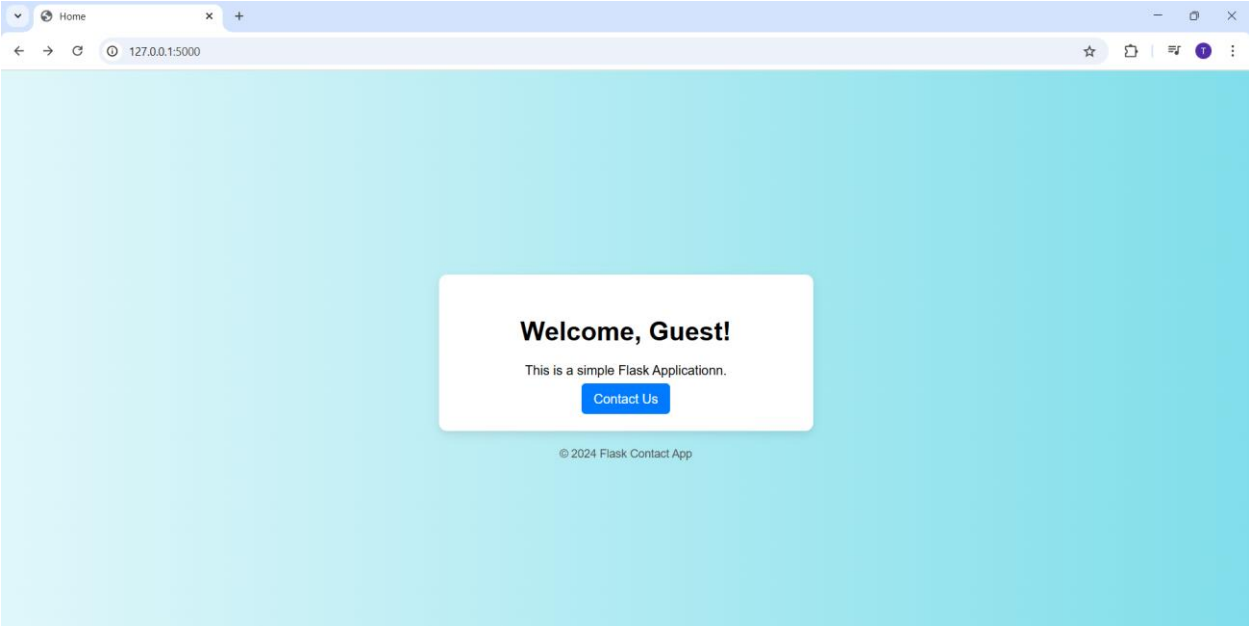 Home
127.0.0.1:5000
T
Welcome, Guest!
This is a simple Flask Applicationn.
Contact Us
© 2024 Flask Contact App